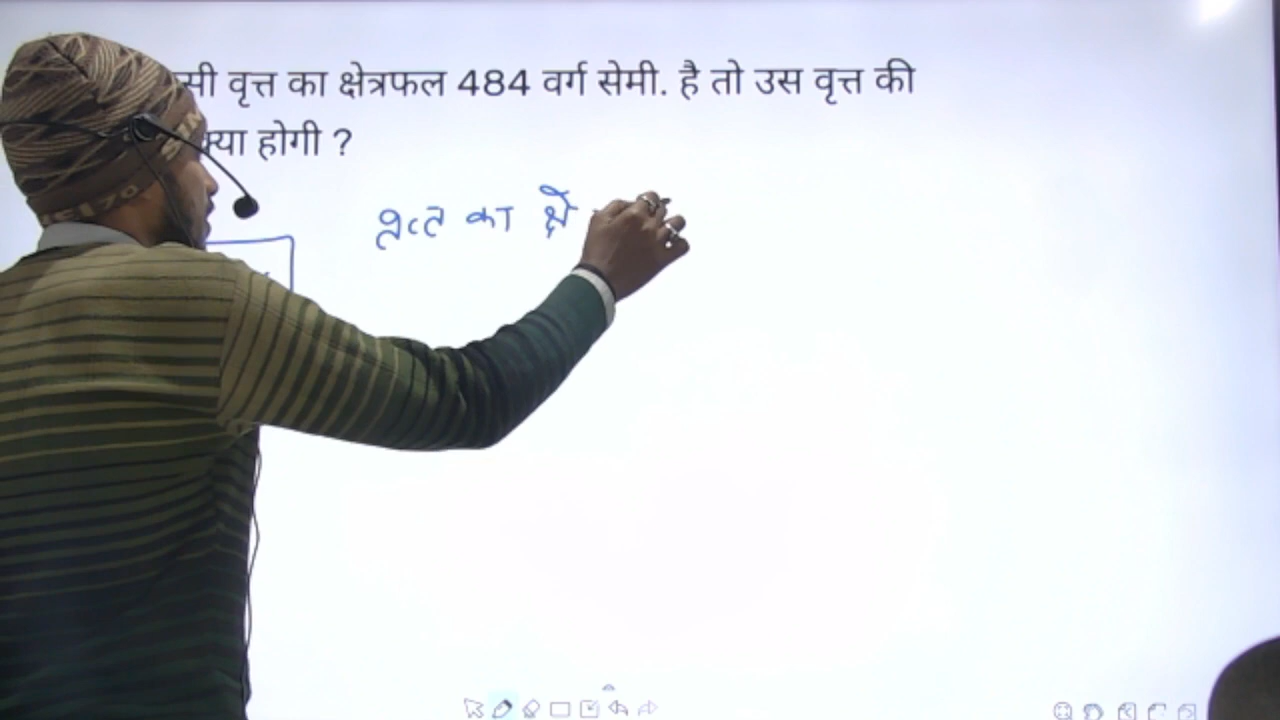 सी वृत्त का क्षेत्रफल 484 वर्ग सेमी. है तो उस वृत्त की
क्या होगी ?
वृत्त का क्षे